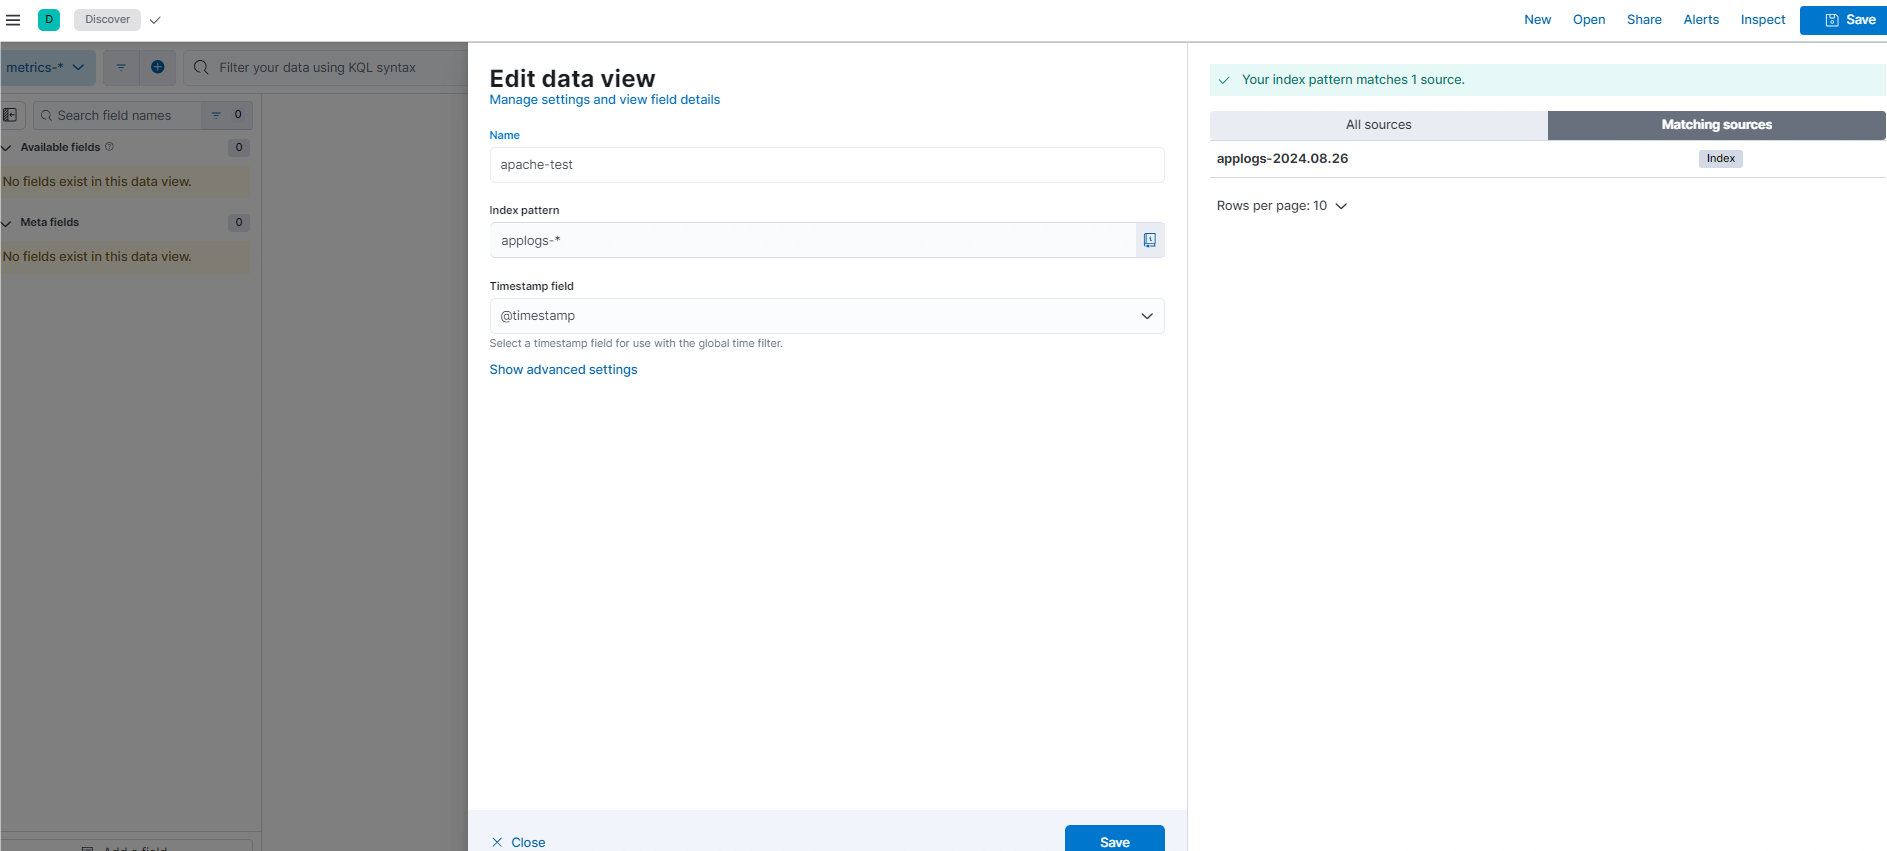 D Discover New Open Share Alerts Inspect Save
metrics-* Filter your data using KQL syntax
Search field names 0
Available fields 0
No fields exist in this data view.
Meta fields 0
No fields exist in this data view.
Add a field
Edit data view
Manage settings and view field details
Name
apache-test
Index pattern
applogs-*
Timestamp field
@timestamp
Select a timestamp field for use with the global time filter.
Show advanced settings
Close Save
Your index pattern matches 1 source.
All sources Matching sources
applogs-2024.08.26 Index
Rows per page: 10